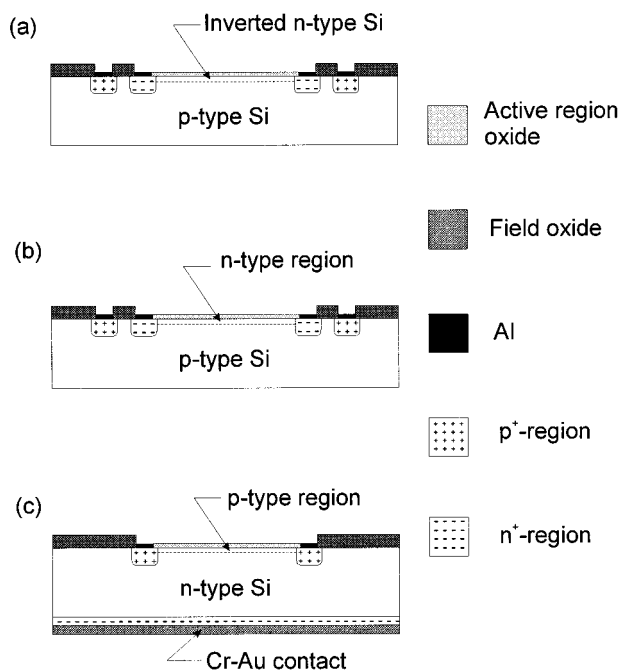 (a)
Inverted n-type Si
p-type Si
(b)
n-type region
p-type Si
(c)
p-type region
n-type Si
Cr-Au contact
Active region
oxide
Field oxide
Al
p⁺-region
n⁺-region